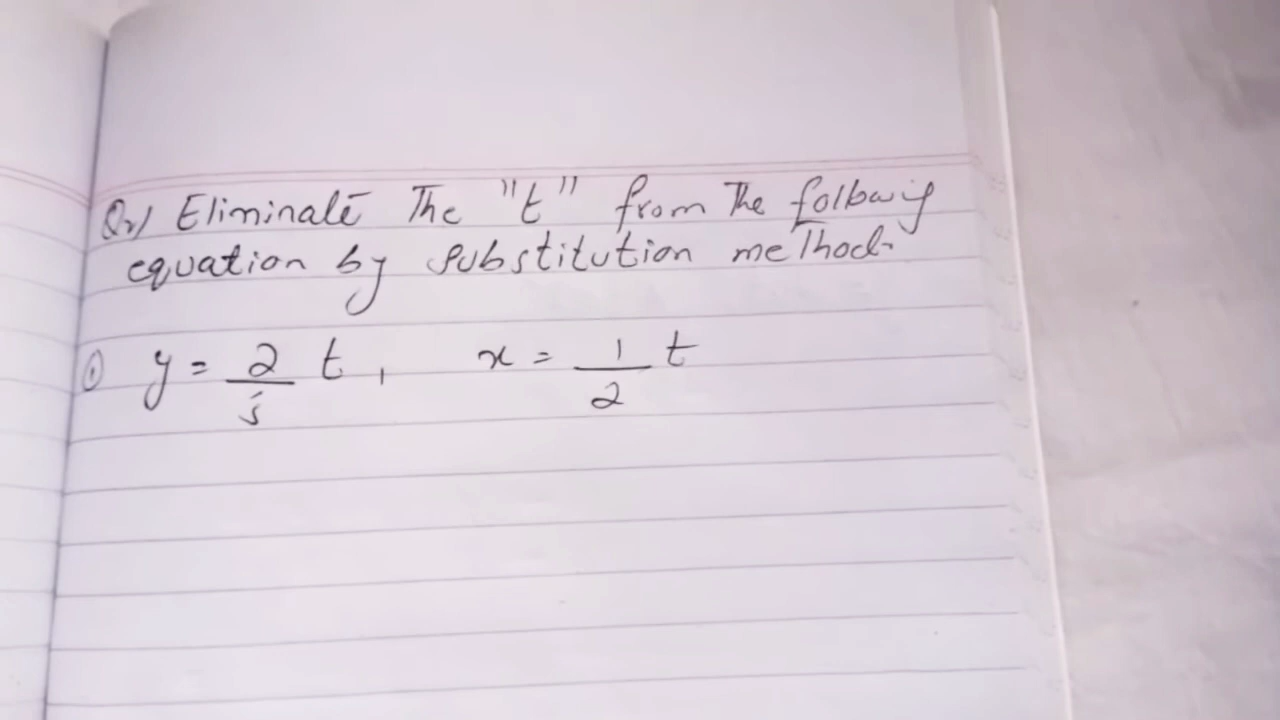 Q1/ Eliminate The "t" from The following
equation by substitution method.
① y = 2/5 t, x = 1/2 t